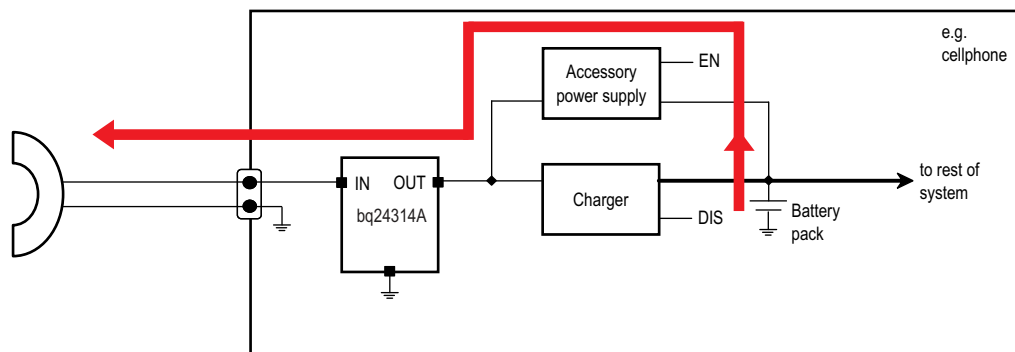 e.g.
cellphone
EN
Accessory
power supply
IN
OUT
bq24314A
Charger
DIS
Battery
pack
to rest of
system